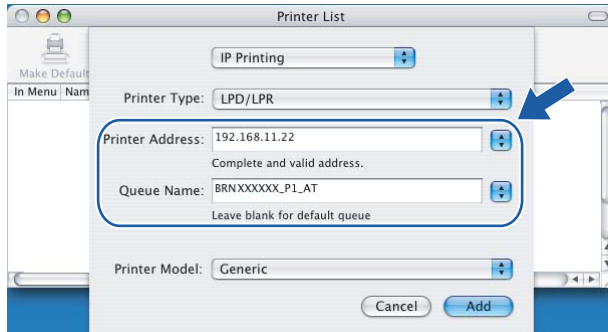 Printer List
IP Printing
Make Default
In Menu Nam
Printer Type: LPD/LPR
Printer Address: 192.168.11.22
Complete and valid address.
Queue Name: BRNXXXXXX_P1_AT
Leave blank for default queue
Printer Model: Generic
Cancel Add